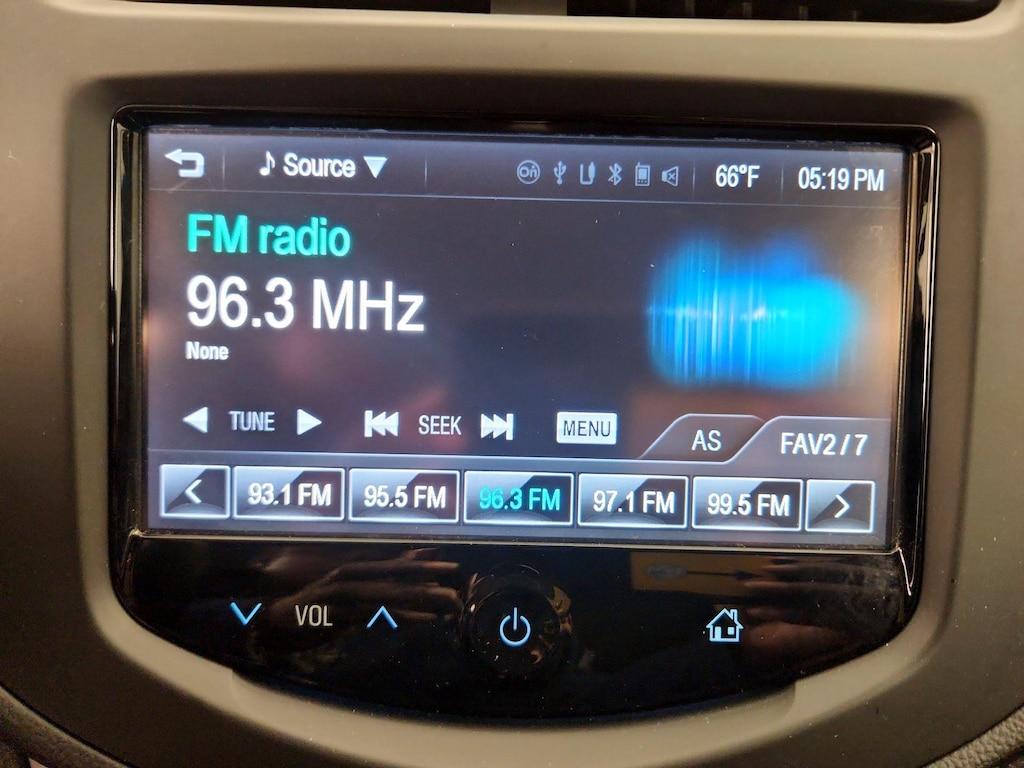 Source 66°F 05:19 PM
FM radio
96.3 MHz
None
TUNE SEEK MENU AS FAV2/7
93.1 FM 95.5 FM 96.3 FM 97.1 FM 99.5 FM
VOL